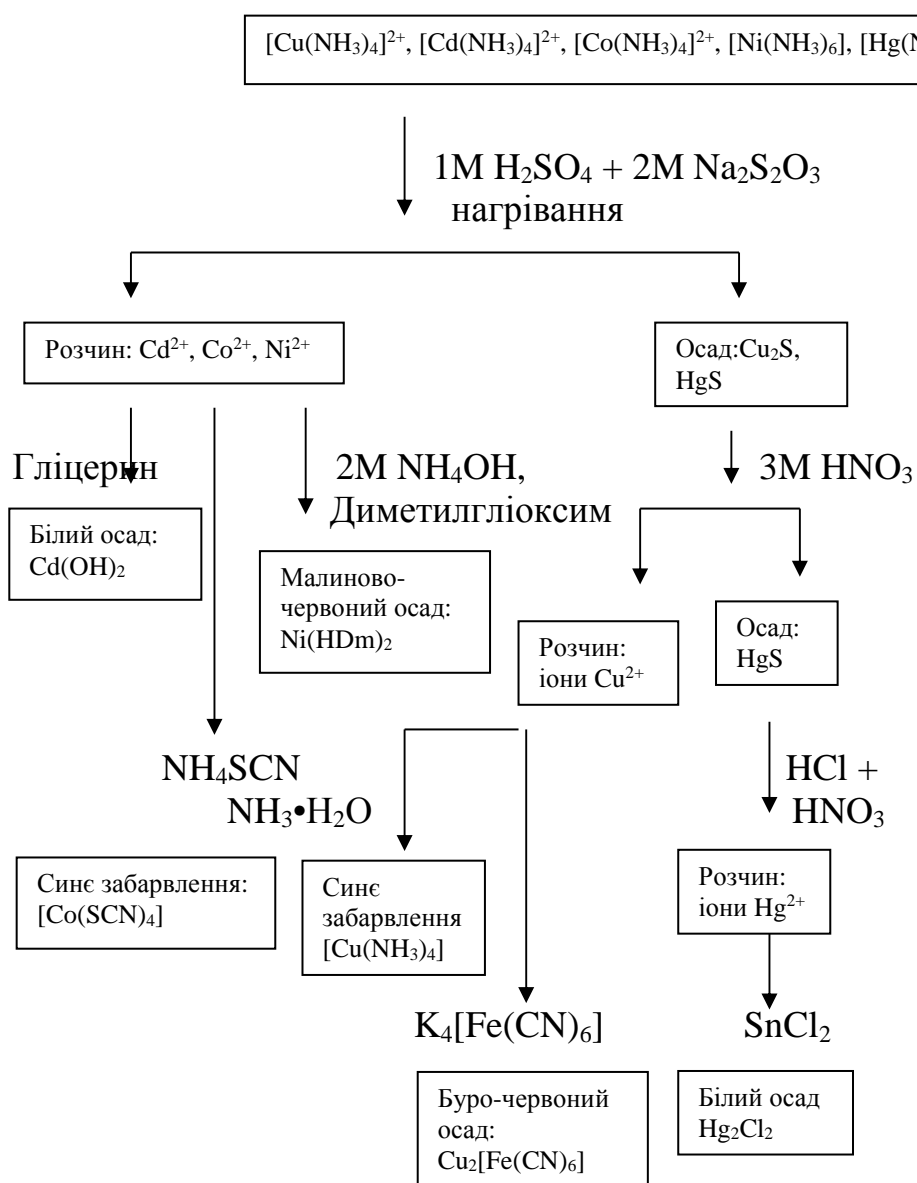 [Cu(NH₃)₄]²⁺, [Cd(NH₃)₄]²⁺, [Co(NH₃)₄]²⁺, [Ni(NH₃)₆], [Hg(N
1М H₂SO₄ + 2М Na₂S₂O₃
нагрівання
Розчин: Cd²⁺, Co²⁺, Ni²⁺
Осад:Cu₂S,
HgS
Гліцерин
2М NH₄OH,
Диметилгліоксим
3М HNO₃
Білий осад:
Cd(OH)₂
Малиново-
червоний осад:
Ni(HDm)₂
Розчин:
іони Cu²⁺
Осад:
HgS
NH₄SCN
NH₃•H₂O
HCl +
HNO₃
Синє забарвлення:
[Co(SCN)₄]
Синє
забарвлення
[Cu(NH₃)₄]
Розчин:
іони Hg²⁺
K₄[Fe(CN)₆]
SnCl₂
Буро-червоний
осад:
Cu₂[Fe(CN)₆]
Білий осад
Hg₂Cl₂